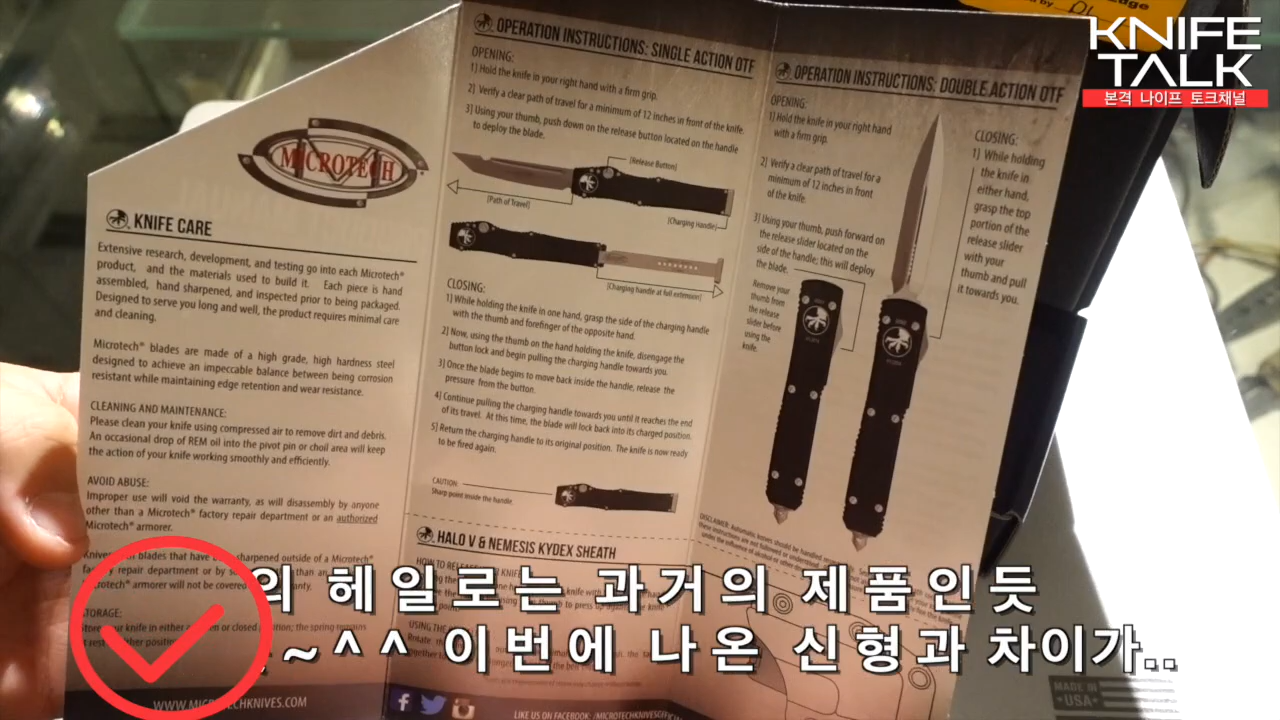 KNIFE
TALK
본격 나이프 토크채널
MICROTECH
KNIFE CARE
Extensive research, development, and testing go into each Microtech®
product, and the materials used to build it. Each piece is hand
assembled, hand sharpened, and inspected prior to being packaged.
Designed to serve you long and well, the product requires minimal care
and cleaning.
Microtech® blades are made of a high grade, high hardness steel
designed to achieve an impeccable balance between being corrosion
resistant while maintaining edge retention and wear resistance.
CLEANING AND MAINTENANCE:
Please clean your knife using compressed air to remove dirt and debris.
An occasional drop of REM oil into the pivot pin or choil area will keep
the action of your knife working smoothly and efficiently.
AVOID ABUSE:
Improper use will void the warranty, as will disassembly by anyone
other than a Microtech® factory repair department or an authorized
Microtech® armorer.
blades that have been sharpened outside of a Microtech®
repair department or by
armorer will not be covered
STORAGE:
your knife in either
WWW.MICROTECHKNIVES.COM
OPERATION INSTRUCTIONS: SINGLE ACTION OTF
OPENING:
1) Hold the knife in your right hand with a firm grip.
2) Verify a clear path of travel for a minimum of 12 inches in front of the knife.
3) Using your thumb, push down on the release button located on the handle
to deploy the blade.
[Release Button]
[Path of Travel]
[Charging Handle]
[Charging handle at full extension]
CLOSING:
1) While holding the knife in one hand, grasp the side of the charging handle
with the thumb and forefinger of the opposite hand.
2) Now, using the thumb on the hand holding the knife, disengage the
button lock and begin pulling the charging handle towards you.
3) Once the blade begins to move back inside the handle, release the
pressure from the button.
4) Continue pulling the charging handle towards you until it reaches the end
of its travel. At this time, the blade will lock back into its charged position.
5) Return the charging handle to its original position. The knife is now ready
to be fired again.
CAUTION
Sharp point inside the handle.
HALO V & NEMESIS KYDEX SHEATH
LIKE US ON FACEBOOK: /MICROTECHKNIVESOFFICIAL
OPERATION INSTRUCTIONS: DOUBLE ACTION OTF
OPENING:
1) Hold the knife in your right hand
with a firm grip.
2) Verify a clear path of travel for a
minimum of 12 inches in front
of the knife.
3) Using your thumb, push forward on
the release slider located on the
side of the handle; this will deploy
the blade.
Remove your
thumb from
the release
slider before
using the
knife.
CLOSING:
1) While holding
the knife in
either hand,
grasp the top
portion of the
release slider
with your
thumb and pull
it towards you.
의 헤일로는 과거의 제품인듯
~^^ 이번에 나온 신형과 차이가..
MADE IN
USA